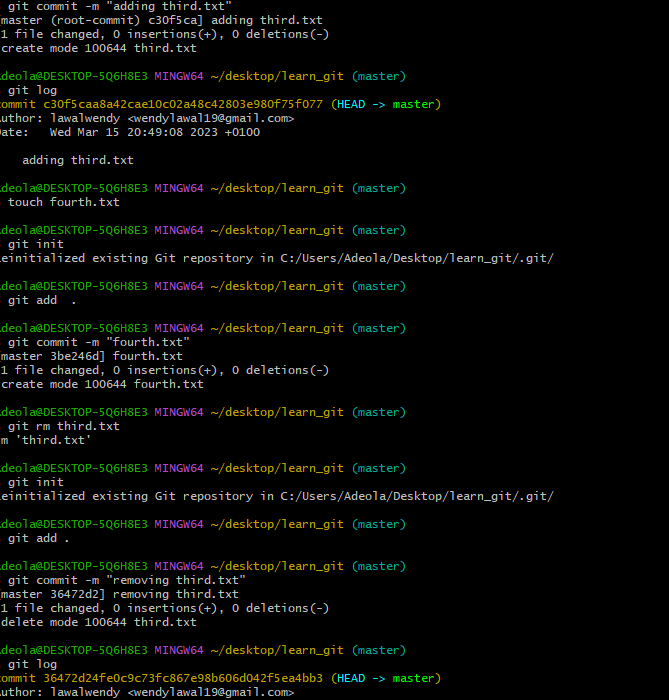 git commit -m "adding third.txt"
master (root-commit) c30f5ca] adding third.txt
1 file changed, 0 insertions(+), 0 deletions(-)
create mode 100644 third.txt
deola@DESKTOP-5Q6H8E3 MINGW64 ~/desktop/learn_git (master)
git log
ommit c30f5caa8a42cae10c02a48c42803e980f75f077 (HEAD -> master)
uthor: lawalwendy <wendylawal19@gmail.com>
ate:   Wed Mar 15 20:49:08 2023 +0100
adding third.txt
deola@DESKTOP-5Q6H8E3 MINGW64 ~/desktop/learn_git (master)
touch fourth.txt
deola@DESKTOP-5Q6H8E3 MINGW64 ~/desktop/learn_git (master)
git init
einitialized existing Git repository in C:/Users/Adeola/Desktop/learn_git/.git/
deola@DESKTOP-5Q6H8E3 MINGW64 ~/desktop/learn_git (master)
git add  .
deola@DESKTOP-5Q6H8E3 MINGW64 ~/desktop/learn_git (master)
git commit -m "fourth.txt"
master 3be246d] fourth.txt
1 file changed, 0 insertions(+), 0 deletions(-)
create mode 100644 fourth.txt
deola@DESKTOP-5Q6H8E3 MINGW64 ~/desktop/learn_git (master)
git rm third.txt
m 'third.txt'
deola@DESKTOP-5Q6H8E3 MINGW64 ~/desktop/learn_git (master)
git init
einitialized existing Git repository in C:/Users/Adeola/Desktop/learn_git/.git/
deola@DESKTOP-5Q6H8E3 MINGW64 ~/desktop/learn_git (master)
git add .
deola@DESKTOP-5Q6H8E3 MINGW64 ~/desktop/learn_git (master)
git commit -m "removing third.txt"
master 36472d2] removing third.txt
1 file changed, 0 insertions(+), 0 deletions(-)
delete mode 100644 third.txt
deola@DESKTOP-5Q6H8E3 MINGW64 ~/desktop/learn_git (master)
git log
ommit 36472d24fe0c9c73fc867e98b606d042f5ea4bb3 (HEAD -> master)
uthor: lawalwendy <wendylawal19@gmail.com>